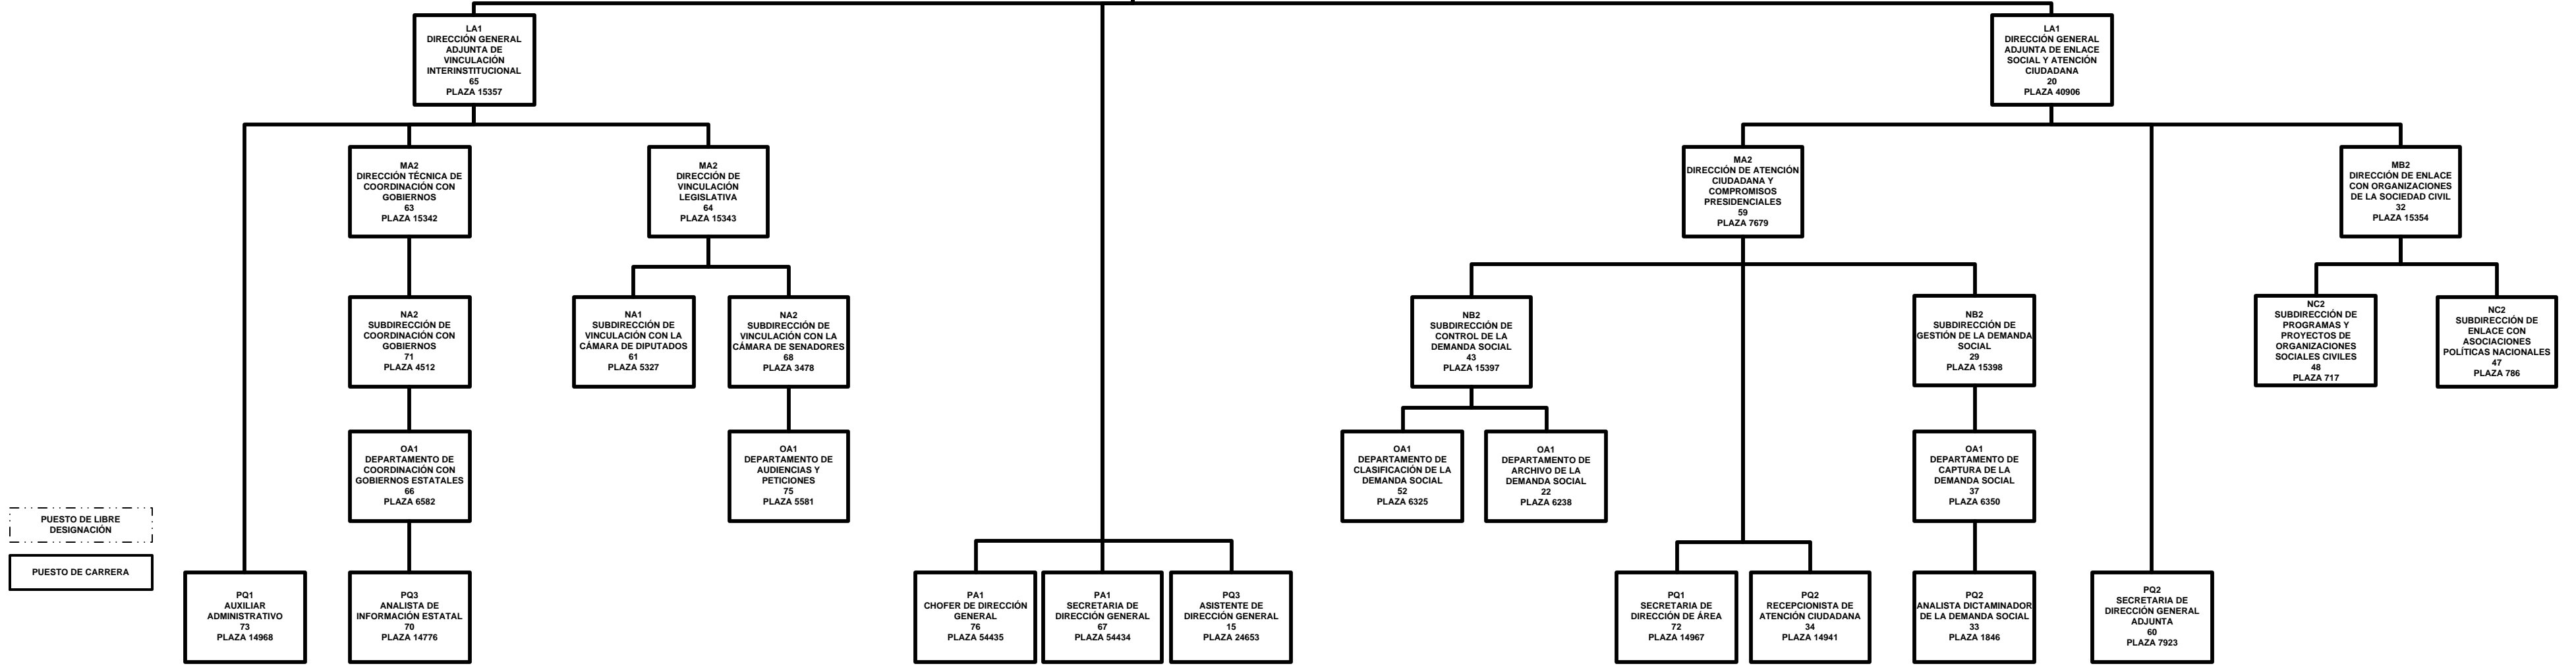 LA1
DIRECCIÓN GENERAL
ADJUNTA DE
VINCULACIÓN
INTERINSTITUCIONAL
65
PLAZA 15357
LA1
DIRECCIÓN GENERAL
ADJUNTA DE ENLACE
SOCIAL Y ATENCIÓN
CIUDADANA
20
PLAZA 40906
MA2
DIRECCIÓN TÉCNICA DE
COORDINACIÓN CON
GOBIERNOS
63
PLAZA 15342
MA2
DIRECCIÓN DE
VINCULACIÓN
LEGISLATIVA
64
PLAZA 15343
MA2
DIRECCIÓN DE ATENCIÓN
CIUDADANA Y
COMPROMISOS
PRESIDENCIALES
59
PLAZA 7679
MB2
DIRECCIÓN DE ENLACE
CON ORGANIZACIONES
DE LA SOCIEDAD CIVIL
32
PLAZA 15354
NA2
SUBDIRECCIÓN DE
COORDINACIÓN CON
GOBIERNOS
71
PLAZA 4512
NA1
SUBDIRECCIÓN DE
VINCULACIÓN CON LA
CÁMARA DE DIPUTADOS
61
PLAZA 5327
NA2
SUBDIRECCIÓN DE
VINCULACIÓN CON LA
CÁMARA DE SENADORES
68
PLAZA 3478
NB2
SUBDIRECCIÓN DE
CONTROL DE LA
DEMANDA SOCIAL
43
PLAZA 15397
NB2
SUBDIRECCIÓN DE
GESTIÓN DE LA DEMANDA
SOCIAL
29
PLAZA 15398
NC2
SUBDIRECCIÓN DE
PROGRAMAS Y
PROYECTOS DE
ORGANIZACIONES
SOCIALES CIVILES
48
PLAZA 717
NC2
SUBDIRECCIÓN DE
ENLACE CON
ASOCIACIONES
POLÍTICAS NACIONALES
47
PLAZA 786
OA1
DEPARTAMENTO DE
COORDINACIÓN CON
GOBIERNOS ESTATALES
66
PLAZA 6582
OA1
DEPARTAMENTO DE
AUDIENCIAS Y
PETICIONES
75
PLAZA 5581
OA1
DEPARTAMENTO DE
CLASIFICACIÓN DE LA
DEMANDA SOCIAL
52
PLAZA 6325
OA1
DEPARTAMENTO DE
ARCHIVO DE LA
DEMANDA SOCIAL
22
PLAZA 6238
OA1
DEPARTAMENTO DE
CAPTURA DE LA
DEMANDA SOCIAL
37
PLAZA 6350
PUESTO DE LIBRE
DESIGNACIÓN
PUESTO DE CARRERA
PQ1
AUXILIAR
ADMINISTRATIVO
73
PLAZA 14968
PQ3
ANALISTA DE
INFORMACIÓN ESTATAL
70
PLAZA 14776
PA1
CHOFER DE DIRECCIÓN
GENERAL
76
PLAZA 54435
PA1
SECRETARIA DE
DIRECCIÓN GENERAL
67
PLAZA 54434
PQ3
ASISTENTE DE
DIRECCIÓN GENERAL
15
PLAZA 24653
PQ1
SECRETARIA DE
DIRECCIÓN DE ÁREA
72
PLAZA 14967
PQ2
RECEPCIONISTA DE
ATENCIÓN CIUDADANA
34
PLAZA 14941
PQ2
ANALISTA DICTAMINADOR
DE LA DEMANDA SOCIAL
33
PLAZA 1846
PQ2
SECRETARIA DE
DIRECCIÓN GENERAL
ADJUNTA
60
PLAZA 7923